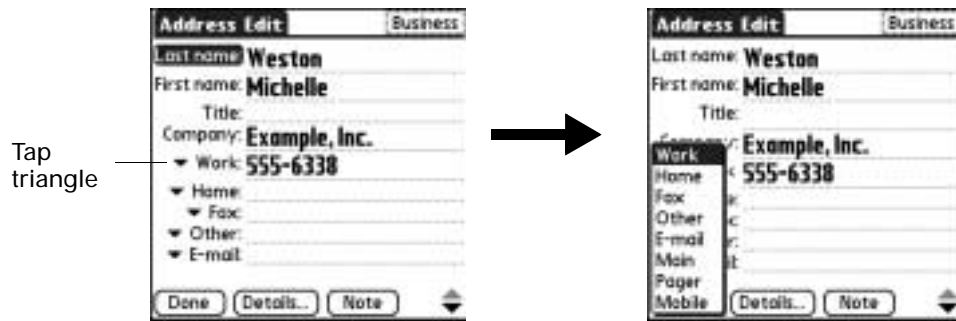 Address Edit Business
Last name: Weston
First name: Michelle
Title:
Company: Example, Inc.
Work: 555-6338
Home:
Fax:
Other:
E-mail:
Done Details... Note
Tap
triangle
Address Edit Business
Last name: Weston
First name: Michelle
Title:
Company: Example, Inc.
Work 555-6338
Home
Fax
Other
E-mail
Main
Pager
Mobile Details... Note